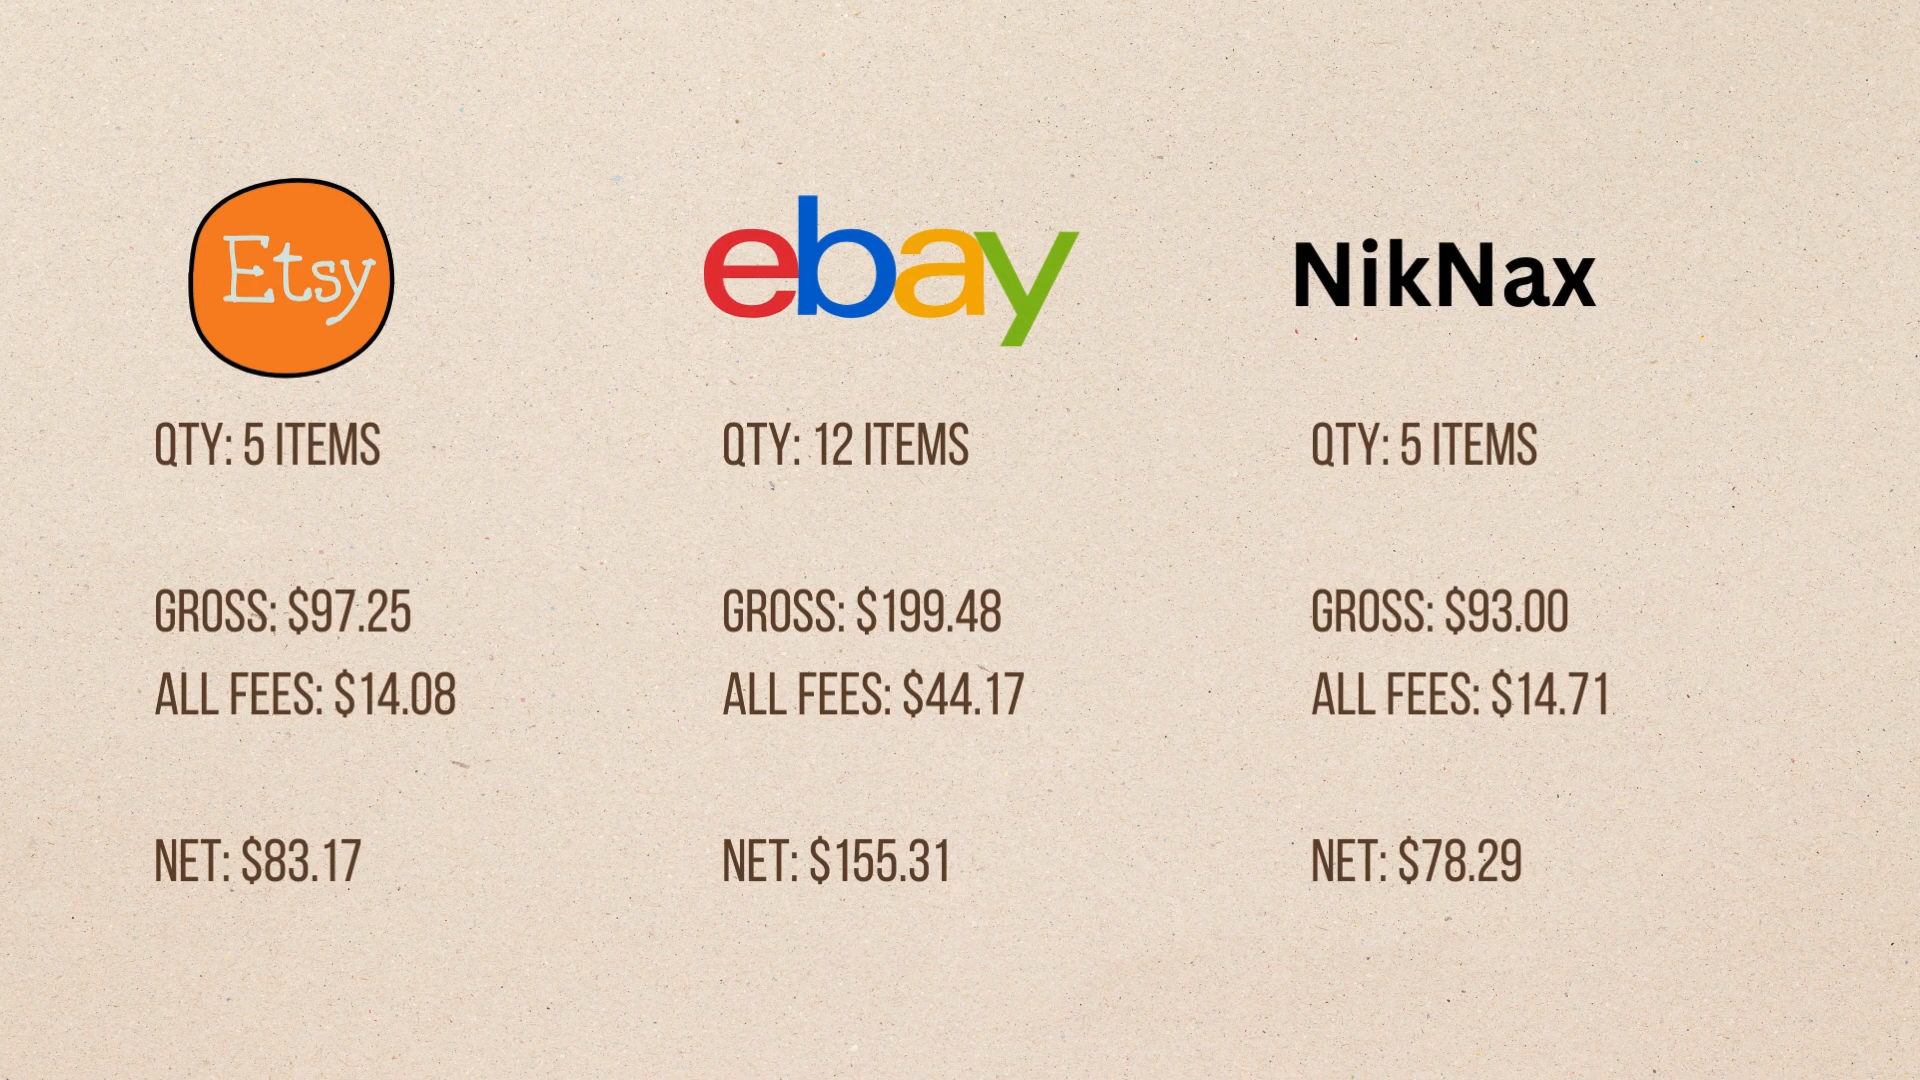 Etsy
QTY: 5 ITEMS
GROSS: $97.25
ALL FEES: $14.08
NET: $83.17
ebay
QTY: 12 ITEMS
GROSS: $199.48
ALL FEES: $44.17
NET: $155.31
NikNax
QTY: 5 ITEMS
GROSS: $93.00
ALL FEES: $14.71
NET: $78.29